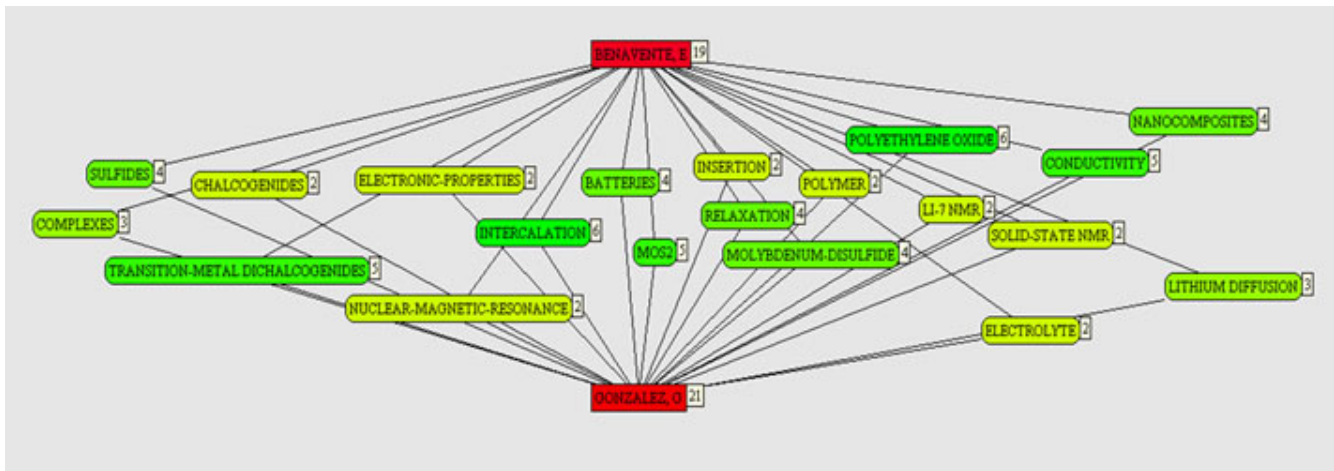 BENAVENTE, E 19
NANOCOMPOSITES 4
POLYETHYLENE OXIDE 6
CONDUCTIVITY 5
SULFIDES 4
CHALCOGENIDES 2
ELECTRONIC-PROPERTIES 2
BATTERIES 4
INSERTION 2
POLYMER 2
COMPLEXES 3
INTERCALATION 6
RELAXATION 4
LI-7 NMR 2
SOLID-STATE NMR 2
MOS2 5
MOLYBDENUM-DISULFIDE 4
TRANSITION-METAL DICHALCOGENIDES 5
LITHIUM DIFFUSION 3
NUCLEAR-MAGNETIC-RESONANCE 2
ELECTROLYTE 2
GONZALEZ, G 21